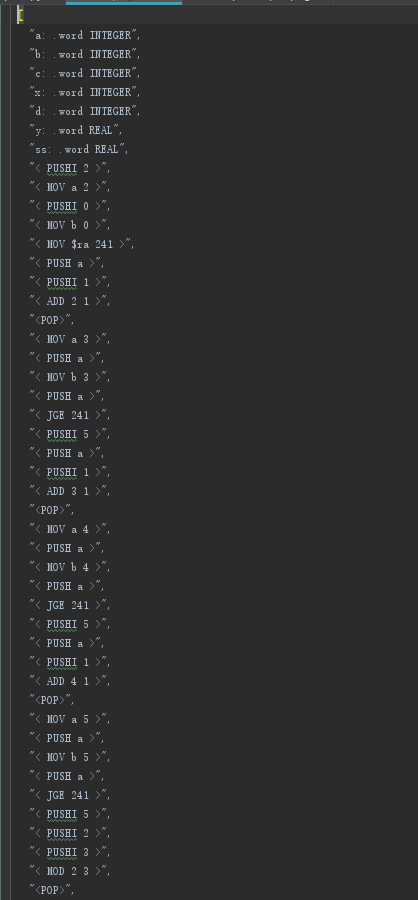 [
"a: .word INTEGER",
"b: .word INTEGER",
"c: .word INTEGER",
"x: .word INTEGER",
"d: .word INTEGER",
"y: .word REAL",
"ss: .word REAL",
"< PUSHI 2 >",
"< MOV a 2 >",
"< PUSHI 0 >",
"< MOV b 0 >",
"< MOV $ra 241 >",
"< PUSH a >",
"< PUSHI 1 >",
"< ADD 2 1 >",
"<POP>",
"< MOV a 3 >",
"< PUSH a >",
"< MOV b 3 >",
"< PUSH a >",
"< JGE 241 >",
"< PUSHI 5 >",
"< PUSH a >",
"< PUSHI 1 >",
"< ADD 3 1 >",
"<POP>",
"< MOV a 4 >",
"< PUSH a >",
"< MOV b 4 >",
"< PUSH a >",
"< JGE 241 >",
"< PUSHI 5 >",
"< PUSH a >",
"< PUSHI 1 >",
"< ADD 4 1 >",
"<POP>",
"< MOV a 5 >",
"< PUSH a >",
"< MOV b 5 >",
"< PUSH a >",
"< JGE 241 >",
"< PUSHI 5 >",
"< PUSHI 2 >",
"< PUSHI 3 >",
"< MOD 2 3 >",
"<POP>",